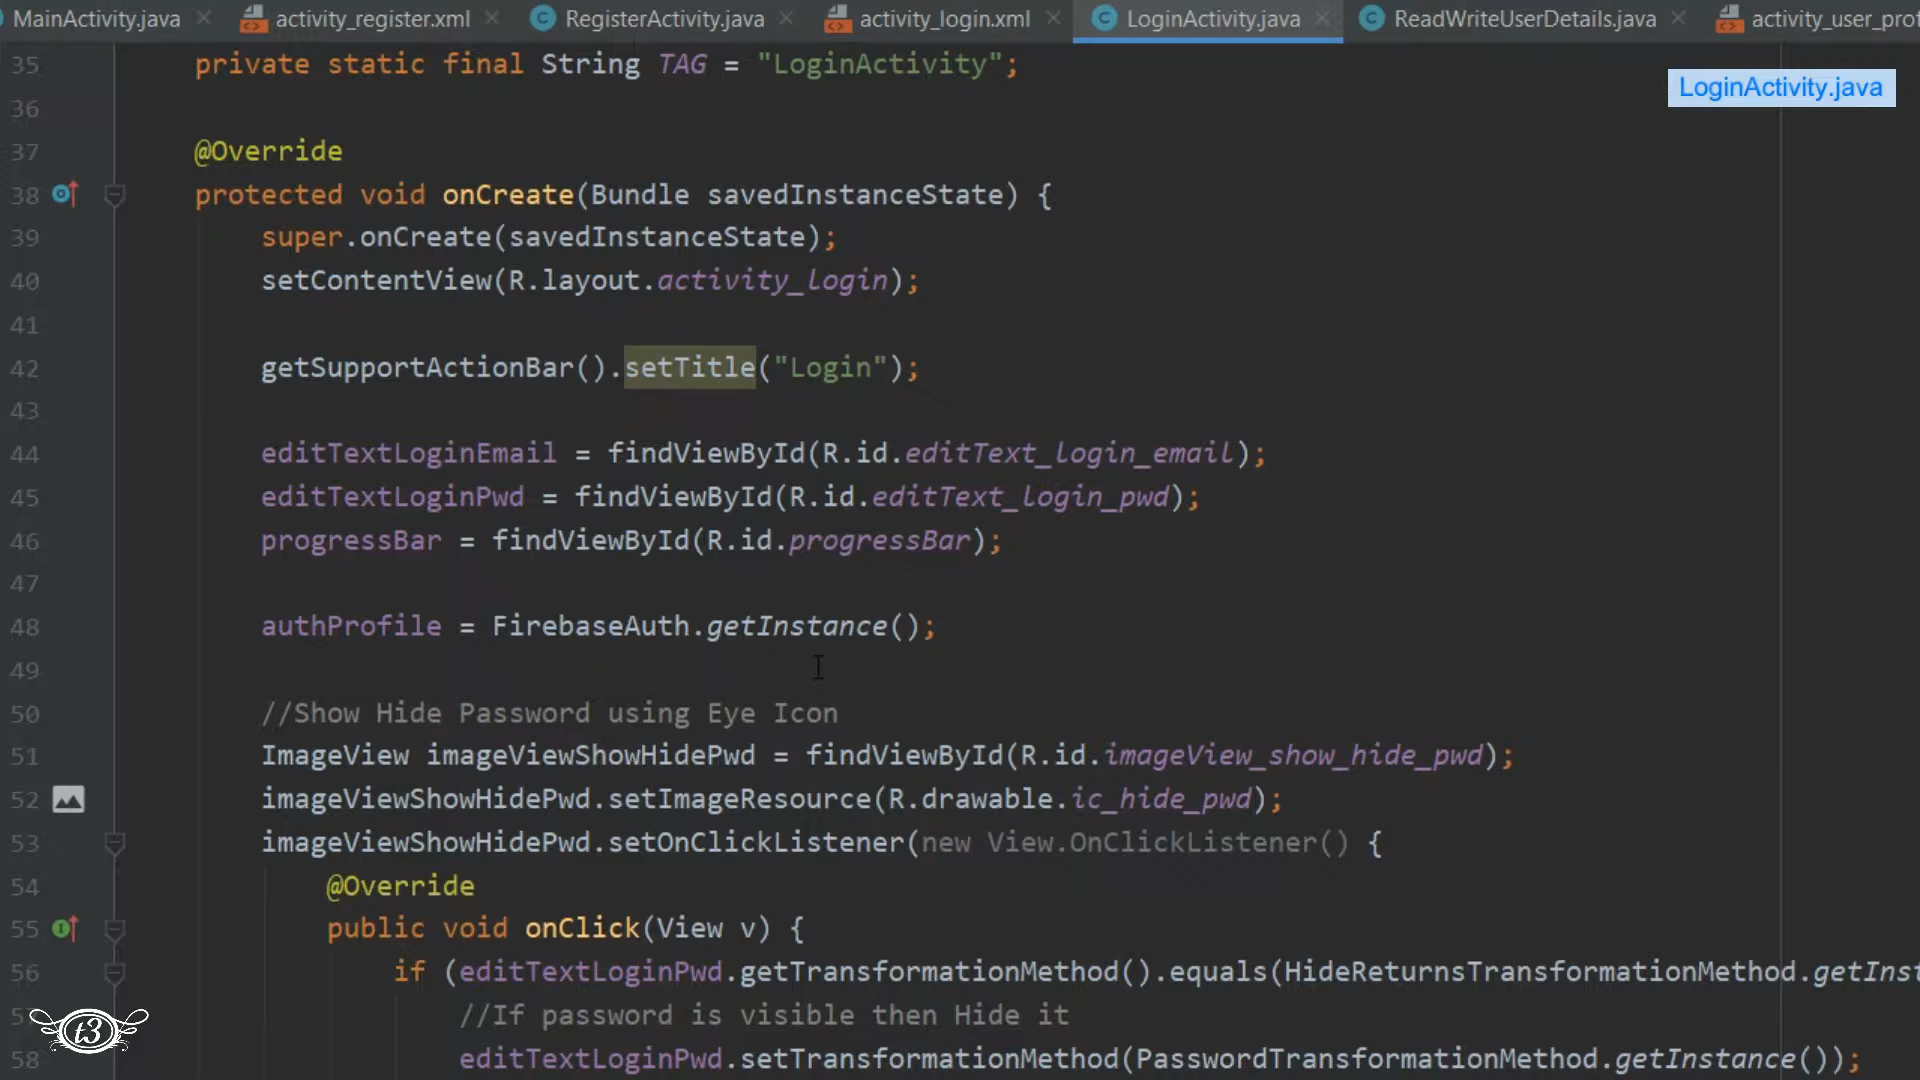 MainActivity.java activity_register.xml RegisterActivity.java activity_login.xml LoginActivity.java ReadWriteUserDetails.java
LoginActivity.java
35 private static final String TAG = "LoginActivity";
36
37 @Override
38 protected void onCreate(Bundle savedInstanceState) {
39 super.onCreate(savedInstanceState);
40 setContentView(R.layout.activity_login);
41
42 getSupportActionBar().setTitle("Login");
43
44 editTextLoginEmail = findViewById(R.id.editText_login_email);
45 editTextLoginPwd = findViewById(R.id.editText_login_pwd);
46 progressBar = findViewById(R.id.progressBar);
47
48 authProfile = FirebaseAuth.getInstance();
49
50 //Show Hide Password using Eye Icon
51 ImageView imageViewShowHidePwd = findViewById(R.id.imageView_show_hide_pwd);
52 imageViewShowHidePwd.setImageResource(R.drawable.ic_hide_pwd);
53 imageViewShowHidePwd.setOnClickListener(new View.OnClickListener() {
54 @Override
55 public void onClick(View v) {
56 if (editTextLoginPwd.getTransformationMethod().equals(HideReturnsTransformationMethod.
//If password is visible then Hide it
58 editTextLoginPwd.setTransformationMethod(PasswordTransformationMethod.getInstance());
t3